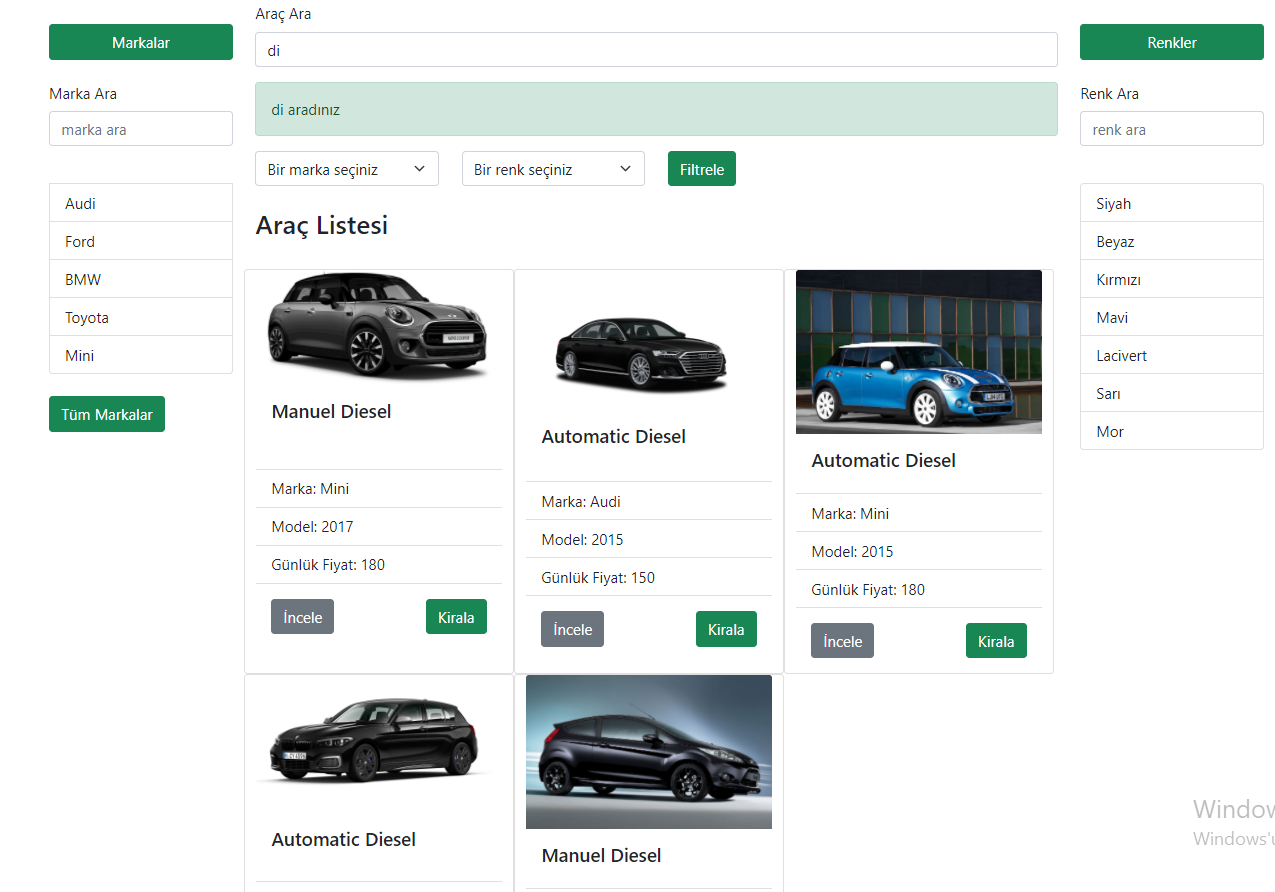 Markalar
Marka Ara
marka ara
Audi
Ford
BMW
Toyota
Mini
Tüm Markalar
Araç Ara
di
di aradınız
Bir marka seçiniz
Bir renk seçiniz
Filtrele
Araç Listesi
Manuel Diesel
Marka: Mini
Model: 2017
Günlük Fiyat: 180
İncele Kirala
Automatic Diesel
Marka: Audi
Model: 2015
Günlük Fiyat: 150
İncele Kirala
Automatic Diesel
Marka: Mini
Model: 2015
Günlük Fiyat: 180
İncele Kirala
Automatic Diesel
Manuel Diesel
Renkler
Renk Ara
renk ara
Siyah
Beyaz
Kırmızı
Mavi
Lacivert
Sarı
Mor
Window
Windows'u